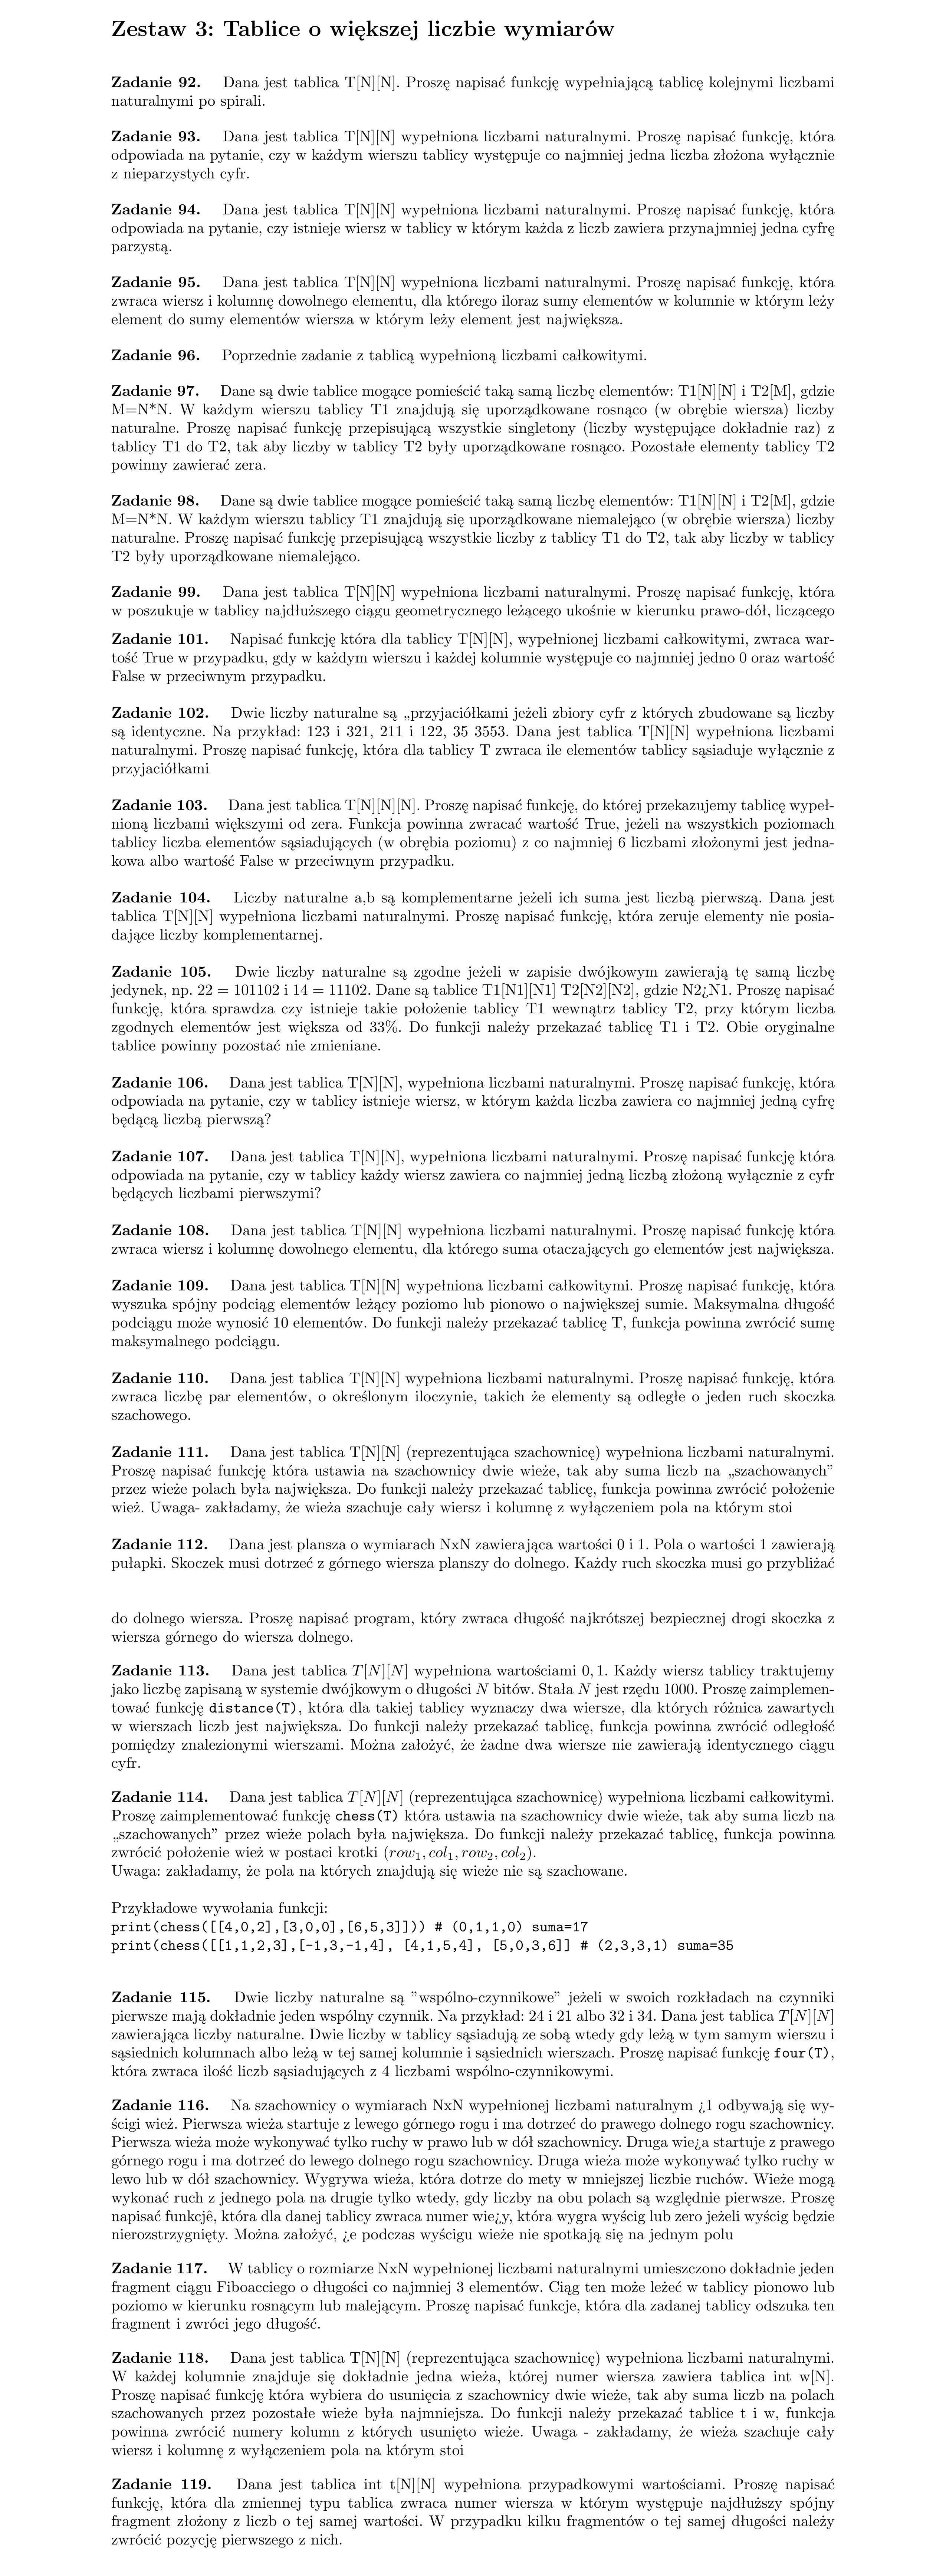 Zestaw 3: Tablice o większej liczbie wymiarów
Zadanie 92. Dana jest tablica T[N][N]. Proszę napisać funkcję wypełniającą tablicę kolejnymi liczbami
naturalnymi po spirali.
Zadanie 93. Dana jest tablica T[N][N] wypełniona liczbami naturalnymi. Proszę napisać funkcję, która
odpowiada na pytanie, czy w każdym wierszu tablicy występuje co najmniej jedna liczba złożona wyłącznie
z nieparzystych cyfr.
Zadanie 94. Dana jest tablica T[N][N] wypełniona liczbami naturalnymi. Proszę napisać funkcję, która
odpowiada na pytanie, czy istnieje wiersz w tablicy w którym każda z liczb zawiera przynajmniej jedna cyfrę
parzystą.
Zadanie 95. Dana jest tablica T[N][N] wypełniona liczbami naturalnymi. Proszę napisać funkcję, która
zwraca wiersz i kolumnę dowolnego elementu, dla którego iloraz sumy elementów w kolumnie w którym leży
element do sumy elementów wiersza w którym leży element jest największa.
Zadanie 96. Poprzednie zadanie z tablicą wypełnioną liczbami całkowitymi.
Zadanie 97. Dane są dwie tablice mogące pomieścić taką samą liczbę elementów: T1[N][N] i T2[M], gdzie
M=N*N. W każdym wierszu tablicy T1 znajdują się uporządkowane rosnąco (w obrębie wiersza) liczby
naturalne. Proszę napisać funkcję przepisującą wszystkie singletony (liczby występujące dokładnie raz) z
tablicy T1 do T2, tak aby liczby w tablicy T2 były uporządkowane rosnąco. Pozostałe elementy tablicy T2
powinny zawierać zera.
Zadanie 98. Dane są dwie tablice mogące pomieścić taką samą liczbę elementów: T1[N][N] i T2[M], gdzie
M=N*N. W każdym wierszu tablicy T1 znajdują się uporządkowane niemalejąco (w obrębie wiersza) liczby
naturalne. Proszę napisać funkcję przepisującą wszystkie liczby z tablicy T1 do T2, tak aby liczby w tablicy
T2 były uporządkowane niemalejąco.
Zadanie 99. Dana jest tablica T[N][N] wypełniona liczbami naturalnymi. Proszę napisać funkcję, która
w poszukuje w tablicy najdłuższego ciągu geometrycznego leżącego ukośnie w kierunku prawo-dół, liczącego
Zadanie 101. Napisać funkcję która dla tablicy T[N][N], wypełnionej liczbami całkowitymi, zwraca war-
tość True w przypadku, gdy w każdym wierszu i każdej kolumnie występuje co najmniej jedno 0 oraz wartość
False w przeciwnym przypadku.
Zadanie 102. Dwie liczby naturalne są „przyjaciółkami jeżeli zbiory cyfr z których zbudowane są liczby
są identyczne. Na przykład: 123 i 321, 211 i 122, 35 3553. Dana jest tablica T[N][N] wypełniona liczbami
naturalnymi. Proszę napisać funkcję, która dla tablicy T zwraca ile elementów tablicy sąsiaduje wyłącznie z
przyjaciółkami
Zadanie 103. Dana jest tablica T[N][N][N]. Proszę napisać funkcję, do której przekazujemy tablicę wypeł-
nioną liczbami większymi od zera. Funkcja powinna zwracać wartość True, jeżeli na wszystkich poziomach
tablicy liczba elementów sąsiadujących (w obrębia poziomu) z co najmniej 6 liczbami złożonymi jest jedna-
kowa albo wartość False w przeciwnym przypadku.
Zadanie 104. Liczby naturalne a,b są komplementarne jeżeli ich suma jest liczbą pierwszą. Dana jest
tablica T[N][N] wypełniona liczbami naturalnymi. Proszę napisać funkcję, która zeruje elementy nie posia-
dające liczby komplementarnej.
Zadanie 105. Dwie liczby naturalne są zgodne jeżeli w zapisie dwójkowym zawierają tę samą liczbę
jedynek, np. 22 = 101102 i 14 = 11102. Dane są tablice T1[N1][N1] T2[N2][N2], gdzie N2¿N1. Proszę napisać
funkcję, która sprawdza czy istnieje takie położenie tablicy T1 wewnątrz tablicy T2, przy którym liczba
zgodnych elementów jest większa od 33%. Do funkcji należy przekazać tablicę T1 i T2. Obie oryginalne
tablice powinny pozostać nie zmieniane.
Zadanie 106. Dana jest tablica T[N][N], wypełniona liczbami naturalnymi. Proszę napisać funkcję, która
odpowiada na pytanie, czy w tablicy istnieje wiersz, w którym każda liczba zawiera co najmniej jedną cyfrę
będącą liczbą pierwszą?
Zadanie 107. Dana jest tablica T[N][N], wypełniona liczbami naturalnymi. Proszę napisać funkcję która
odpowiada na pytanie, czy w tablicy każdy wiersz zawiera co najmniej jedną liczbą złożoną wyłącznie z cyfr
będących liczbami pierwszymi?
Zadanie 108. Dana jest tablica T[N][N] wypełniona liczbami naturalnymi. Proszę napisać funkcję która
zwraca wiersz i kolumnę dowolnego elementu, dla którego suma otaczających go elementów jest największa.
Zadanie 109. Dana jest tablica T[N][N] wypełniona liczbami całkowitymi. Proszę napisać funkcję, która
wyszuka spójny podciąg elementów leżący poziomo lub pionowo o największej sumie. Maksymalna długość
podciągu może wynosić 10 elementów. Do funkcji należy przekazać tablicę T, funkcja powinna zwrócić sumę
maksymalnego podciągu.
Zadanie 110. Dana jest tablica T[N][N] wypełniona liczbami naturalnymi. Proszę napisać funkcję, która
zwraca liczbę par elementów, o określonym iloczynie, takich że elementy są odległe o jeden ruch skoczka
szachowego.
Zadanie 111. Dana jest tablica T[N][N] (reprezentująca szachownicę) wypełniona liczbami naturalnymi.
Proszę napisać funkcję która ustawia na szachownicy dwie wieże, tak aby suma liczb na „szachowanych”
przez wieże polach była największa. Do funkcji należy przekazać tablicę, funkcja powinna zwrócić położenie
wież. Uwaga- zakładamy, że wieża szachuje cały wiersz i kolumnę z wyłączeniem pola na którym stoi
Zadanie 112. Dana jest plansza o wymiarach NxN zawierająca wartości 0 i 1. Pola o wartości 1 zawierają
pułapki. Skoczek musi dotrzeć z górnego wiersza planszy do dolnego. Każdy ruch skoczka musi go przybliżać
do dolnego wiersza. Proszę napisać program, który zwraca długość najkrótszej bezpiecznej drogi skoczka z
wiersza górnego do wiersza dolnego.
Zadanie 113. Dana jest tablica T[N][N] wypełniona wartościami 0, 1. Każdy wiersz tablicy traktujemy
jako liczbę zapisaną w systemie dwójkowym o długości N bitów. Stała N jest rzędu 1000. Proszę zaimplemen-
tować funkcję distance(T), która dla takiej tablicy wyznaczy dwa wiersze, dla których różnica zawartych
w wierszach liczb jest największa. Do funkcji należy przekazać tablicę, funkcja powinna zwrócić odległość
pomiędzy znalezionymi wierszami. Można założyć, że żadne dwa wiersze nie zawierają identycznego ciągu
cyfr.
Zadanie 114. Dana jest tablica T[N][N] (reprezentująca szachownicę) wypełniona liczbami całkowitymi.
Proszę zaimplementować funkcję chess(T) która ustawia na szachownicy dwie wieże, tak aby suma liczb na
„szachowanych” przez wieże polach była największa. Do funkcji należy przekazać tablicę, funkcja powinna
zwrócić położenie wież w postaci krotki (row₁, col₁, row₂, col₂).
Uwaga: zakładamy, że pola na których znajdują się wieże nie są szachowane.
Przykładowe wywołania funkcji:
print(chess([[4,0,2],[3,0,0],[6,5,3]])) # (0,1,1,0) suma=17
print(chess([[1,1,2,3],[-1,3,-1,4], [4,1,5,4], [5,0,3,6]] # (2,3,3,1) suma=35
Zadanie 115. Dwie liczby naturalne są ”wspólno-czynnikowe” jeżeli w swoich rozkładach na czynniki
pierwsze mają dokładnie jeden wspólny czynnik. Na przykład: 24 i 21 albo 32 i 34. Dana jest tablica T[N][N]
zawierająca liczby naturalne. Dwie liczby w tablicy sąsiadują ze sobą wtedy gdy leżą w tym samym wierszu i
sąsiednich kolumnach albo leżą w tej samej kolumnie i sąsiednich wierszach. Proszę napisać funkcję four(T),
która zwraca ilość liczb sąsiadujących z 4 liczbami wspólno-czynnikowymi.
Zadanie 116. Na szachownicy o wymiarach NxN wypełnionej liczbami naturalnym ¿1 odbywają się wy-
ścigi wież. Pierwsza wieża startuje z lewego górnego rogu i ma dotrzeć do prawego dolnego rogu szachownicy.
Pierwsza wieża może wykonywać tylko ruchy w prawo lub w dół szachownicy. Druga wie¿a startuje z prawego
górnego rogu i ma dotrzeć do lewego dolnego rogu szachownicy. Druga wieża może wykonywać tylko ruchy w
lewo lub w dół szachownicy. Wygrywa wieża, która dotrze do mety w mniejszej liczbie ruchów. Wieże mogą
wykonać ruch z jednego pola na drugie tylko wtedy, gdy liczby na obu polach są względnie pierwsze. Proszę
napisać funkcjê, która dla danej tablicy zwraca numer wie¿y, która wygra wyścig lub zero jeżeli wyścig będzie
nierozstrzygnięty. Można założyć, ¿e podczas wyścigu wieże nie spotkają się na jednym polu
Zadanie 117. W tablicy o rozmiarze NxN wypełnionej liczbami naturalnymi umieszczono dokładnie jeden
fragment ciągu Fiboacciego o długości co najmniej 3 elementów. Ciąg ten może leżeć w tablicy pionowo lub
poziomo w kierunku rosnącym lub malejącym. Proszę napisać funkcje, która dla zadanej tablicy odszuka ten
fragment i zwróci jego długość.
Zadanie 118. Dana jest tablica T[N][N] (reprezentująca szachownicę) wypełniona liczbami naturalnymi.
W każdej kolumnie znajduje się dokładnie jedna wieża, której numer wiersza zawiera tablica int w[N].
Proszę napisać funkcję która wybiera do usunięcia z szachownicy dwie wieże, tak aby suma liczb na polach
szachowanych przez pozostałe wieże była najmniejsza. Do funkcji należy przekazać tablice t i w, funkcja
powinna zwrócić numery kolumn z których usunięto wieże. Uwaga - zakładamy, że wieża szachuje cały
wiersz i kolumnę z wyłączeniem pola na którym stoi
Zadanie 119. Dana jest tablica int t[N][N] wypełniona przypadkowymi wartościami. Proszę napisać
funkcję, która dla zmiennej typu tablica zwraca numer wiersza w którym występuje najdłuższy spójny
fragment złożony z liczb o tej samej wartości. W przypadku kilku fragmentów o tej samej długości należy
zwrócić pozycję pierwszego z nich.